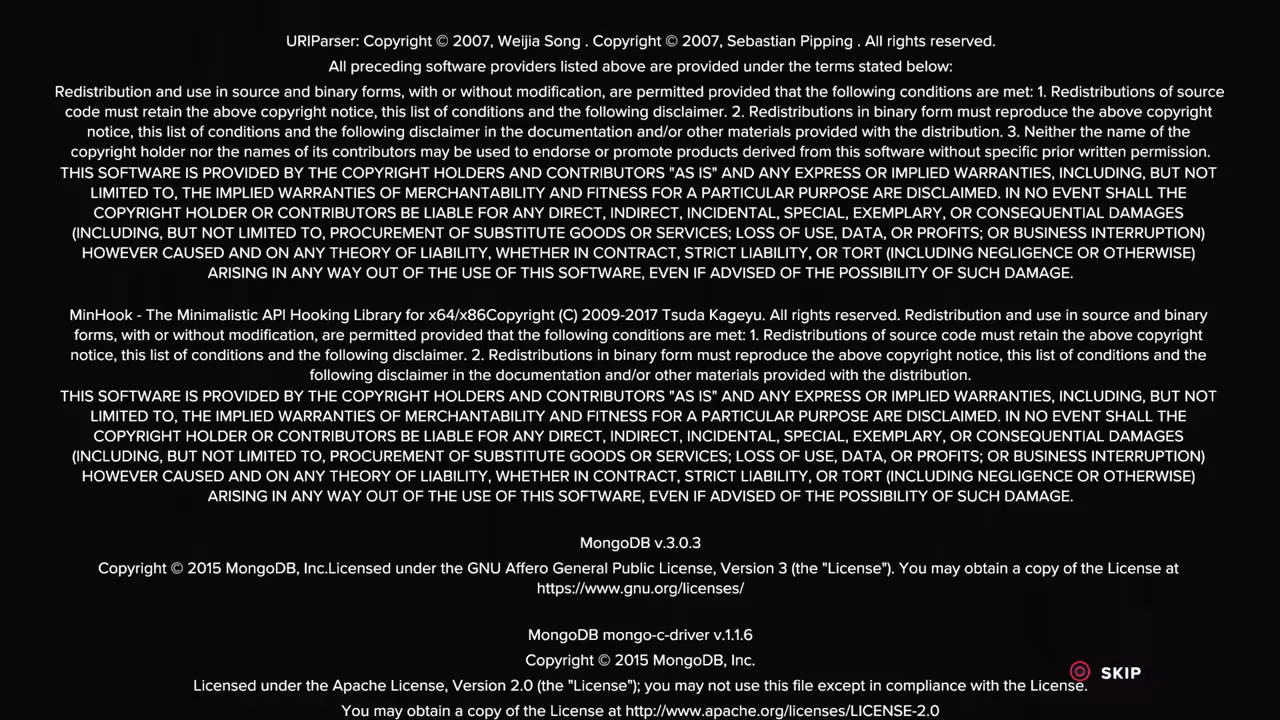 URIParser: Copyright © 2007, Weijia Song . Copyright © 2007, Sebastian Pipping . All rights reserved.
All preceding software providers listed above are provided under the terms stated below:
Redistribution and use in source and binary forms, with or without modification, are permitted provided that the following conditions are met: 1. Redistributions of source
code must retain the above copyright notice, this list of conditions and the following disclaimer. 2. Redistributions in binary form must reproduce the above copyright
notice, this list of conditions and the following disclaimer in the documentation and/or other materials provided with the distribution. 3. Neither the name of the
copyright holder nor the names of its contributors may be used to endorse or promote products derived from this software without specific prior written permission.
THIS SOFTWARE IS PROVIDED BY THE COPYRIGHT HOLDERS AND CONTRIBUTORS "AS IS" AND ANY EXPRESS OR IMPLIED WARRANTIES, INCLUDING, BUT NOT
LIMITED TO, THE IMPLIED WARRANTIES OF MERCHANTABILITY AND FITNESS FOR A PARTICULAR PURPOSE ARE DISCLAIMED. IN NO EVENT SHALL THE
COPYRIGHT HOLDER OR CONTRIBUTORS BE LIABLE FOR ANY DIRECT, INDIRECT, INCIDENTAL, SPECIAL, EXEMPLARY, OR CONSEQUENTIAL DAMAGES
(INCLUDING, BUT NOT LIMITED TO, PROCUREMENT OF SUBSTITUTE GOODS OR SERVICES; LOSS OF USE, DATA, OR PROFITS; OR BUSINESS INTERRUPTION)
HOWEVER CAUSED AND ON ANY THEORY OF LIABILITY, WHETHER IN CONTRACT, STRICT LIABILITY, OR TORT (INCLUDING NEGLIGENCE OR OTHERWISE)
ARISING IN ANY WAY OUT OF THE USE OF THIS SOFTWARE, EVEN IF ADVISED OF THE POSSIBILITY OF SUCH DAMAGE.
MinHook - The Minimalistic API Hooking Library for x64/x86Copyright (C) 2009-2017 Tsuda Kageyu. All rights reserved. Redistribution and use in source and binary
forms, with or without modification, are permitted provided that the following conditions are met: 1. Redistributions of source code must retain the above copyright
notice, this list of conditions and the following disclaimer. 2. Redistributions in binary form must reproduce the above copyright notice, this list of conditions and the
following disclaimer in the documentation and/or other materials provided with the distribution.
THIS SOFTWARE IS PROVIDED BY THE COPYRIGHT HOLDERS AND CONTRIBUTORS "AS IS" AND ANY EXPRESS OR IMPLIED WARRANTIES, INCLUDING, BUT NOT
LIMITED TO, THE IMPLIED WARRANTIES OF MERCHANTABILITY AND FITNESS FOR A PARTICULAR PURPOSE ARE DISCLAIMED. IN NO EVENT SHALL THE
COPYRIGHT HOLDER OR CONTRIBUTORS BE LIABLE FOR ANY DIRECT, INDIRECT, INCIDENTAL, SPECIAL, EXEMPLARY, OR CONSEQUENTIAL DAMAGES
(INCLUDING, BUT NOT LIMITED TO, PROCUREMENT OF SUBSTITUTE GOODS OR SERVICES; LOSS OF USE, DATA, OR PROFITS; OR BUSINESS INTERRUPTION)
HOWEVER CAUSED AND ON ANY THEORY OF LIABILITY, WHETHER IN CONTRACT, STRICT LIABILITY, OR TORT (INCLUDING NEGLIGENCE OR OTHERWISE)
ARISING IN ANY WAY OUT OF THE USE OF THIS SOFTWARE, EVEN IF ADVISED OF THE POSSIBILITY OF SUCH DAMAGE.
MongoDB v.3.0.3
Copyright © 2015 MongoDB, Inc.Licensed under the GNU Affero General Public License, Version 3 (the "License"). You may obtain a copy of the License at
https://www.gnu.org/licenses/
MongoDB mongo-c-driver v.1.1.6
Copyright © 2015 MongoDB, Inc.
SKIP
Licensed under the Apache License, Version 2.0 (the "License"); you may not use this file except in compliance with the License.
You may obtain a copy of the License at http://www.apache.org/licenses/LICENSE-2.0